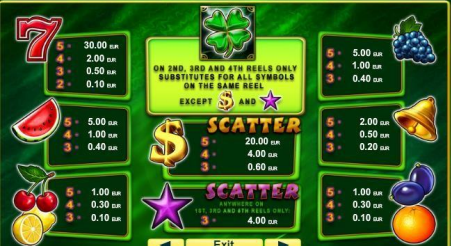 5 30.00 EUR
4 2.00 EUR
3 0.50 EUR
2 0.10 EUR
ON 2ND, 3RD AND 4TH REELS ONLY
SUBSTITUTES FOR ALL SYMBOLS
ON THE SAME REEL
EXCEPT $ AND
5 5.00 EUR
4 1.00 EUR
3 0.40 EUR
5 5.00 EUR
4 1.00 EUR
3 0.40 EUR
$ SCATTER
5 20.00 EUR
4 4.00 EUR
3 0.60 EUR
5 2.00 EUR
4 0.50 EUR
3 0.20 EUR
5 1.00 EUR
4 0.30 EUR
3 0.10 EUR
SCATTER
ANYWHERE ON
1ST, 3RD AND 4TH REELS ONLY:
3 4.00 EUR
5 1.00 EUR
4 0.30 EUR
3 0.10 EUR
Exit